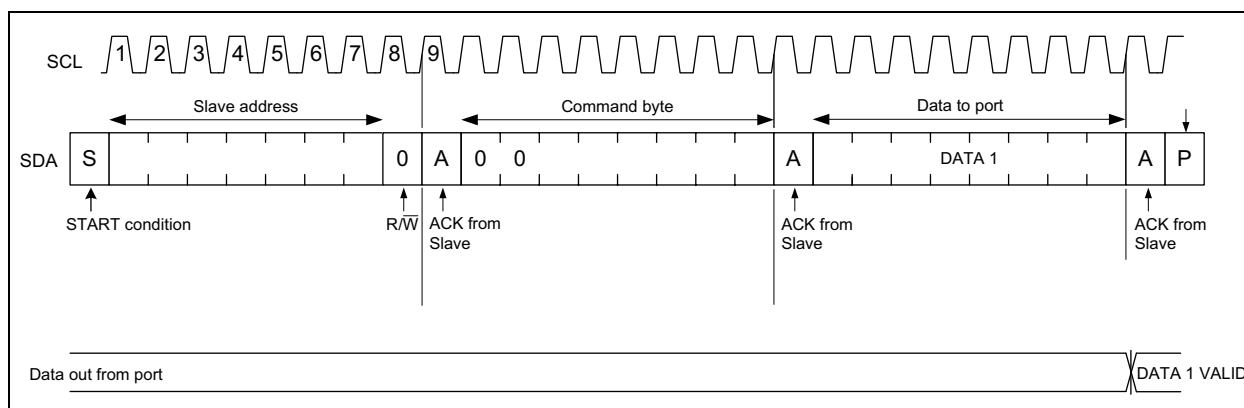 SCL 1 2 3 4 5 6 7 8 9
Slave address Command byte Data to port
SDA S 0 A 0 0 A DATA 1 A P
START condition R/W̅ ACK from Slave ACK from Slave ACK from Slave
Data out from port DATA 1 VALID